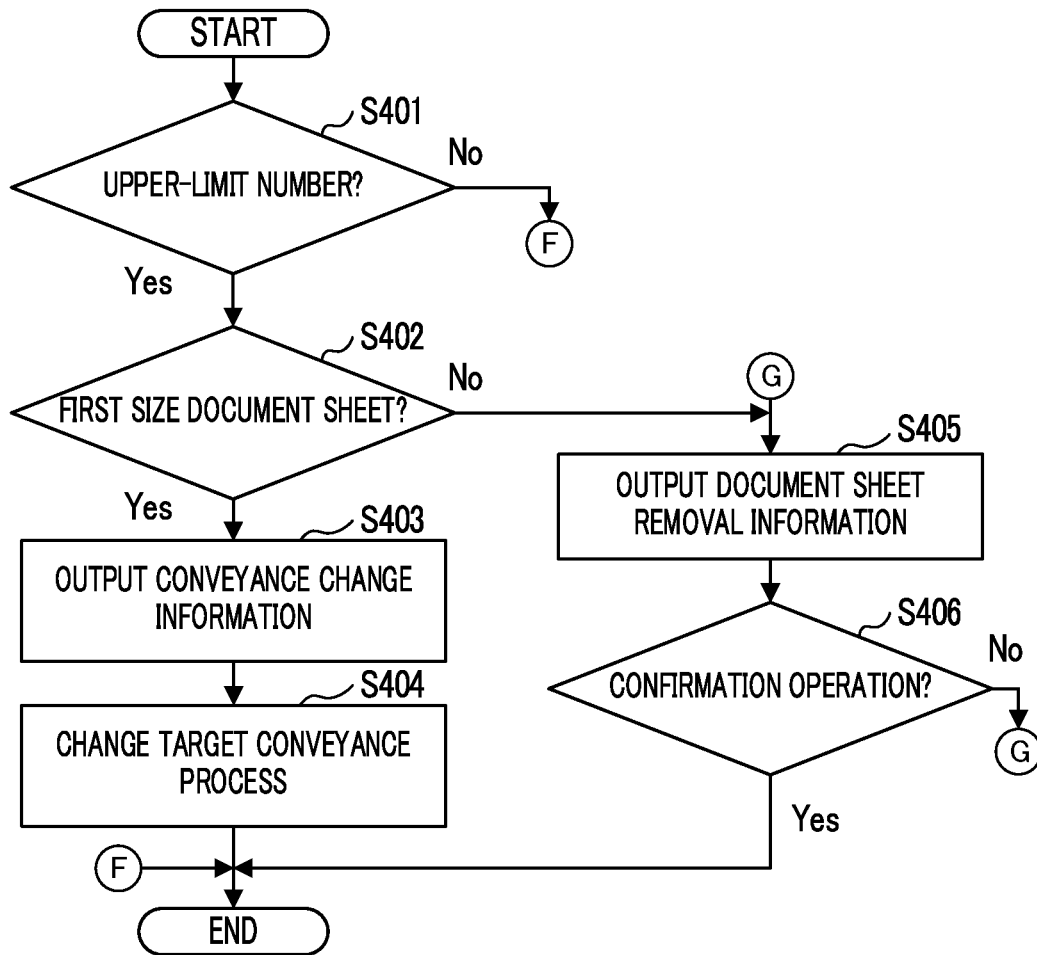 START
S401
UPPER-LIMIT NUMBER?
No
F
Yes
S402
FIRST SIZE DOCUMENT SHEET?
No
G
Yes
S403
OUTPUT CONVEYANCE CHANGE
INFORMATION
S404
CHANGE TARGET CONVEYANCE
PROCESS
S405
OUTPUT DOCUMENT SHEET
REMOVAL INFORMATION
S406
CONFIRMATION OPERATION?
No
G
Yes
F
END